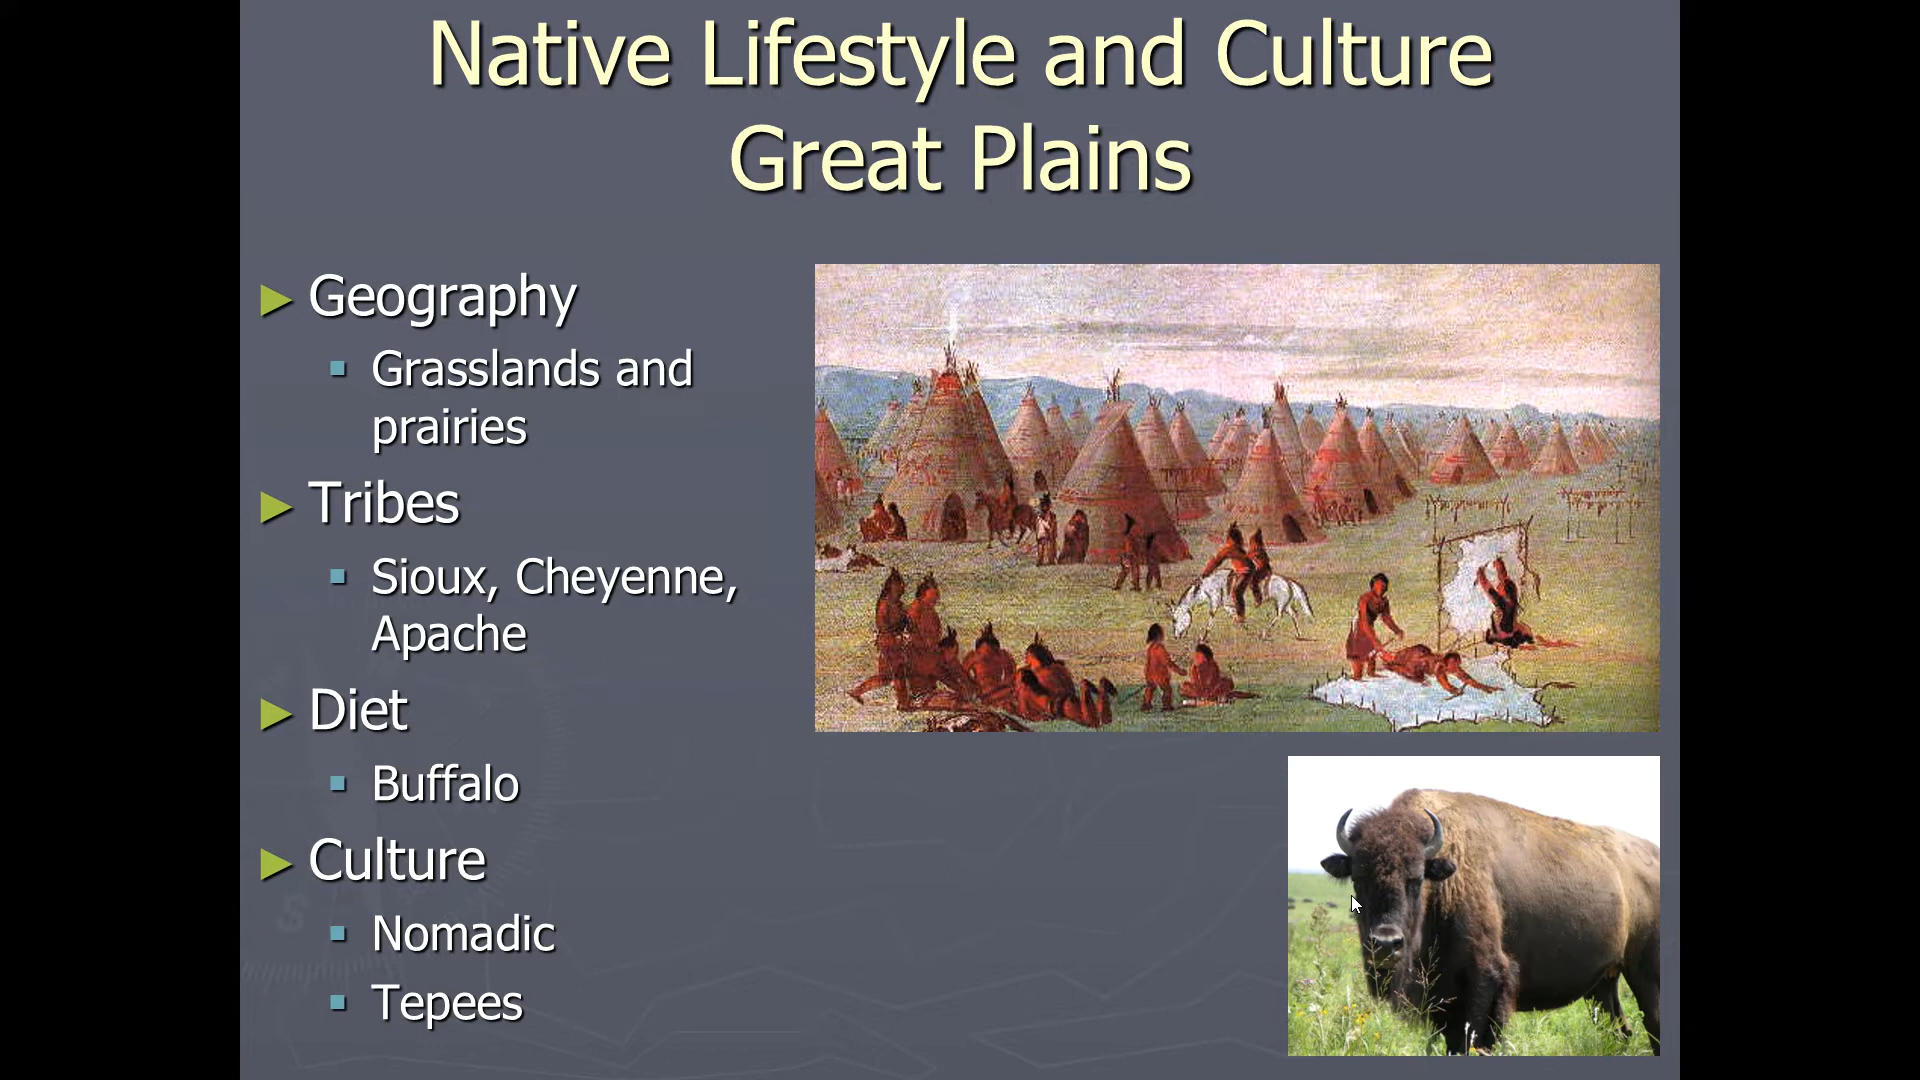 Native Lifestyle and Culture
Great Plains
Geography
Grasslands and
prairies
Tribes
Sioux, Cheyenne,
Apache
Diet
Buffalo
Culture
Nomadic
Tepees